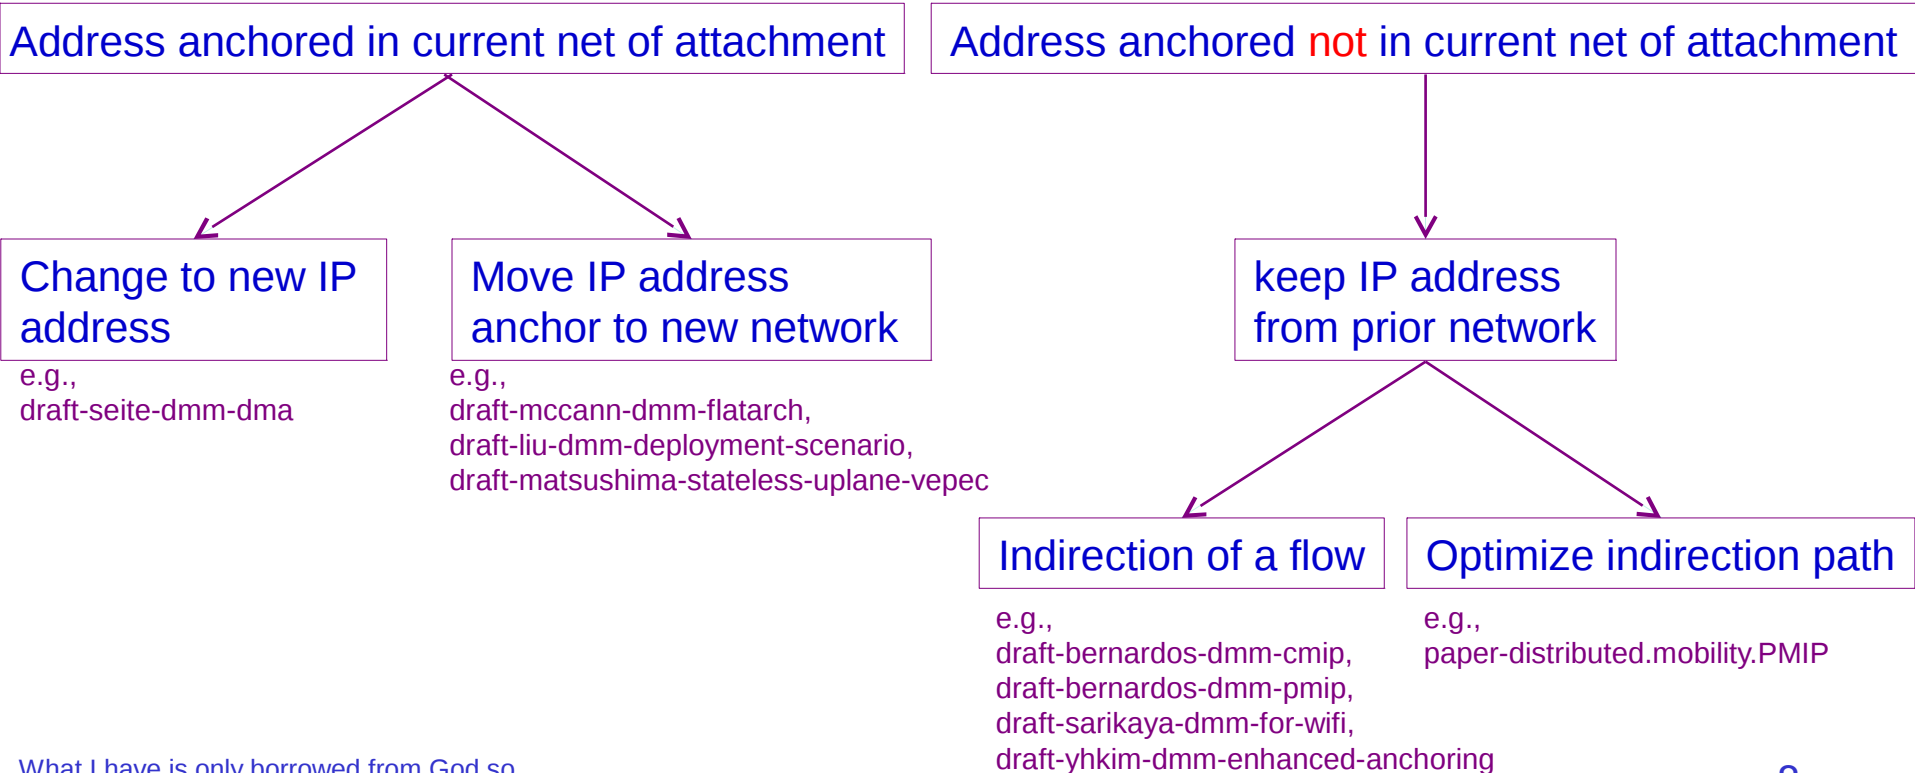 Address anchored in current net of attachment
Address anchored not in current net of attachment
Change to new IP
address
e.g.,
draft-seite-dmm-dma
Move IP address
anchor to new network
e.g.,
draft-mccann-dmm-flatarch,
draft-liu-dmm-deployment-scenario,
draft-matsushima-stateless-uplane-vepec
keep IP address
from prior network
Indirection of a flow
e.g.,
draft-bernardos-dmm-cmip,
draft-bernardos-dmm-pmip,
draft-sarikaya-dmm-for-wifi,
draft-yhkim-dmm-enhanced-anchoring
Optimize indirection path
e.g.,
paper-distributed.mobility.PMIP
What I have is only borrowed from God so